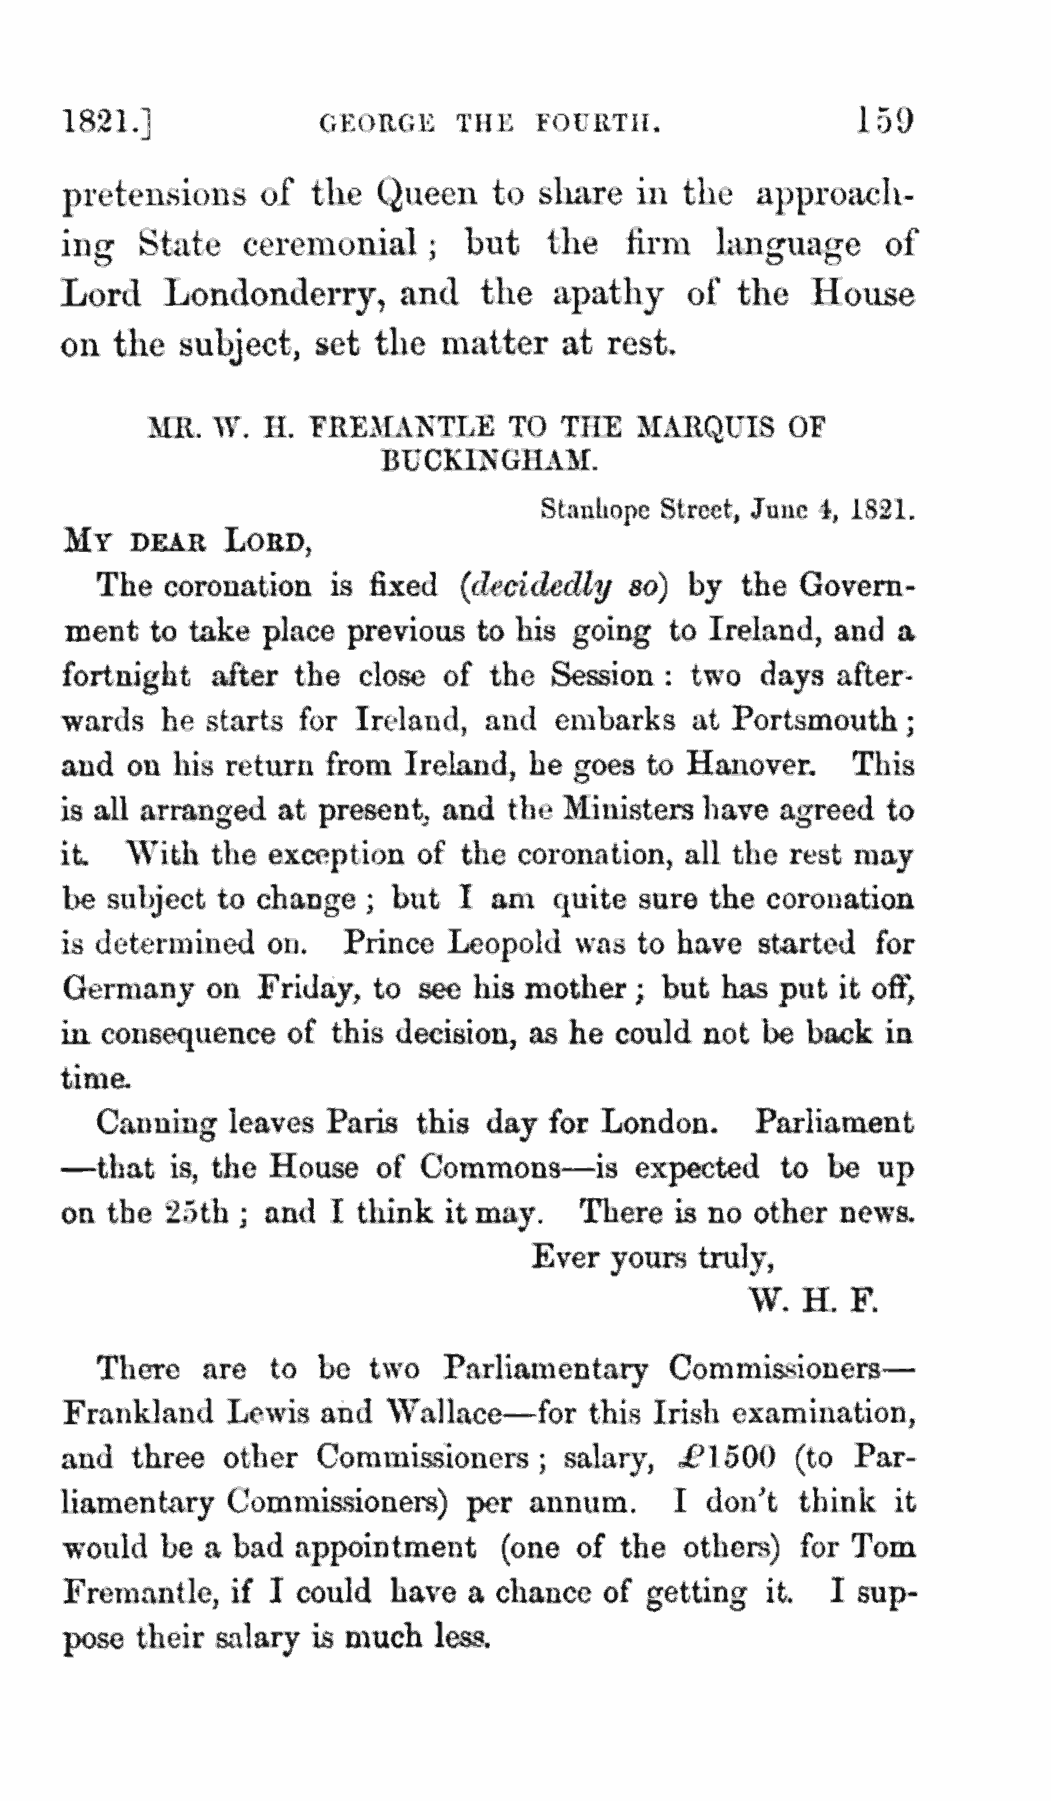 1821.] GEORGE THE FOURTH. 159
pretensions of the Queen to share in the approach-
ing State ceremonial ; but the firm language of
Lord Londonderry, and the apathy of the House
on the subject, set the matter at rest.
MR. W. H. FREMANTLE TO THE MARQUIS OF
BUCKINGHAM.
Stanhope Street, June 4, 1821.
MY DEAR LORD,
The coronation is fixed (decidedly so) by the Govern-
ment to take place previous to his going to Ireland, and a
fortnight after the close of the Session : two days after-
wards he starts for Ireland, and embarks at Portsmouth ;
and on his return from Ireland, he goes to Hanover. This
is all arranged at present, and the Ministers have agreed to
it. With the exception of the coronation, all the rest may
be subject to change ; but I am quite sure the coronation
is determined on. Prince Leopold was to have started for
Germany on Friday, to see his mother ; but has put it off,
in consequence of this decision, as he could not be back in
time.
Canning leaves Paris this day for London. Parliament
—that is, the House of Commons—is expected to be up
on the 25th ; and I think it may. There is no other news.
Ever yours truly,
W. H. F.
There are to be two Parliamentary Commissioners—
Frankland Lewis and Wallace—for this Irish examination,
and three other Commissioners ; salary, £1500 (to Par-
liamentary Commissioners) per annum. I don't think it
would be a bad appointment (one of the others) for Tom
Fremantle, if I could have a chance of getting it. I sup-
pose their salary is much less.